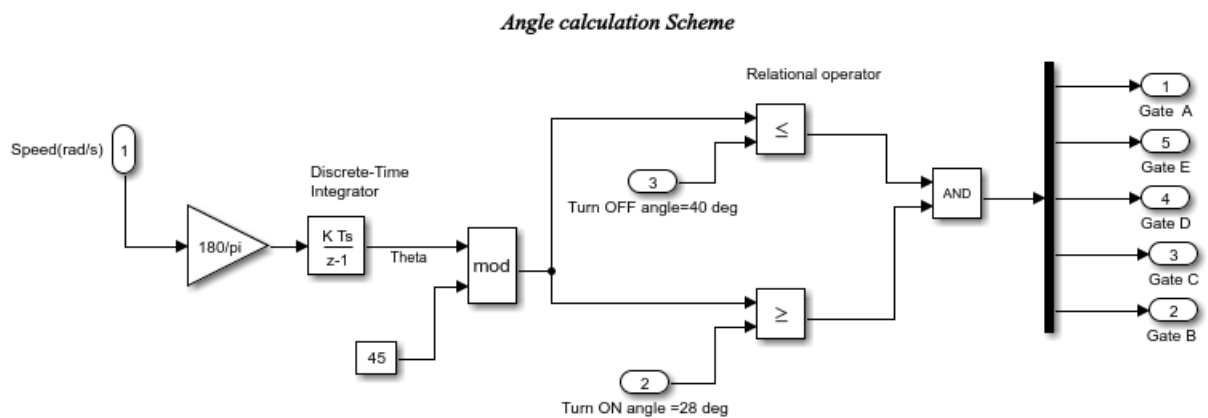 Angle calculation Scheme
Relational operator
Speed(rad/s)
1
180/pi
Discrete-Time
Integrator
K Ts
z-1
Theta
mod
45
≤
3
Turn OFF angle=40 deg
≥
2
Turn ON angle =28 deg
AND
1
Gate A
5
Gate E
4
Gate D
3
Gate C
2
Gate B